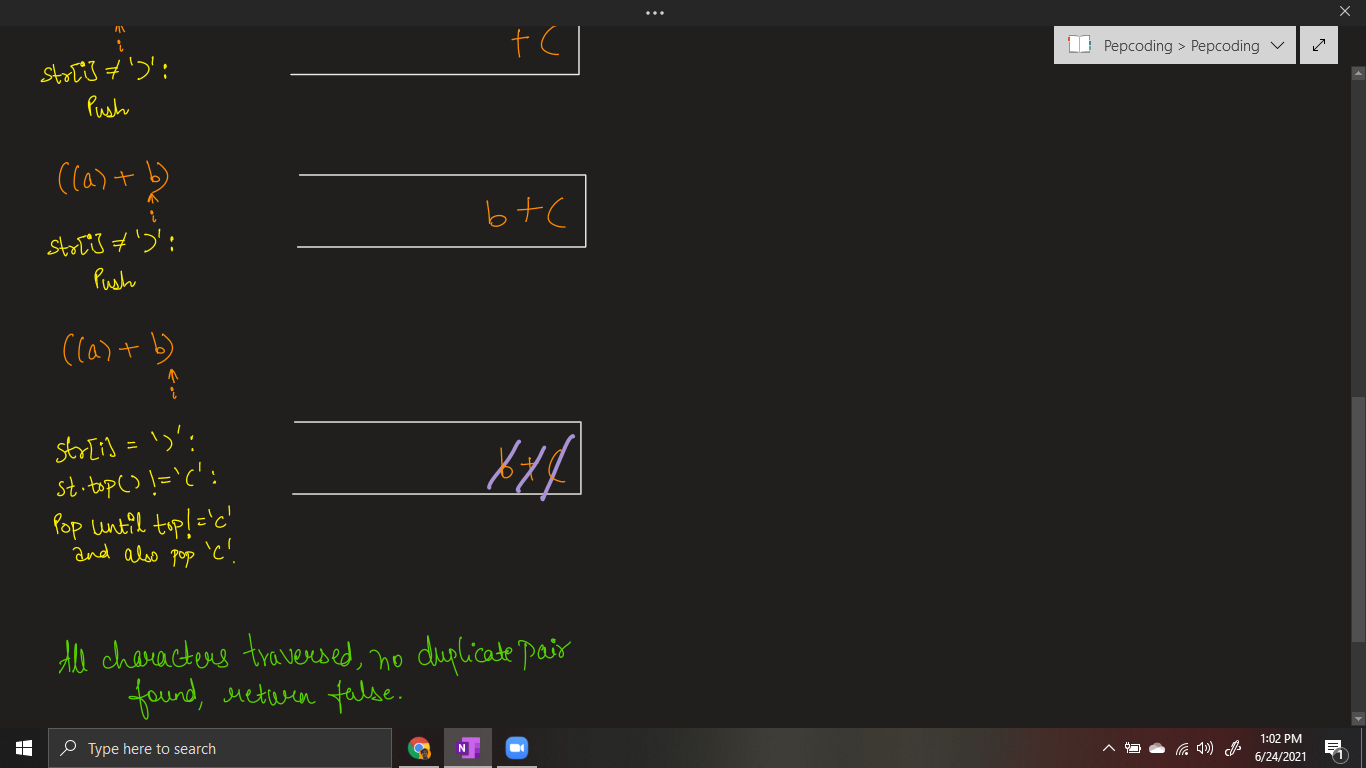 Pepcoding > Pepcoding
+ (
i
str[i] ≠ ')' :
Push
((a) + b)
i
b + (
str[i] ≠ ')' :
Push
((a) + b)
i
str[i] = ')' :
b + (
st.top() != '(' :
Pop until top != '('
and also pop '('.
All characters traversed, no duplicate pair
found, return false.
Type here to search
1:02 PM
6/24/2021
1